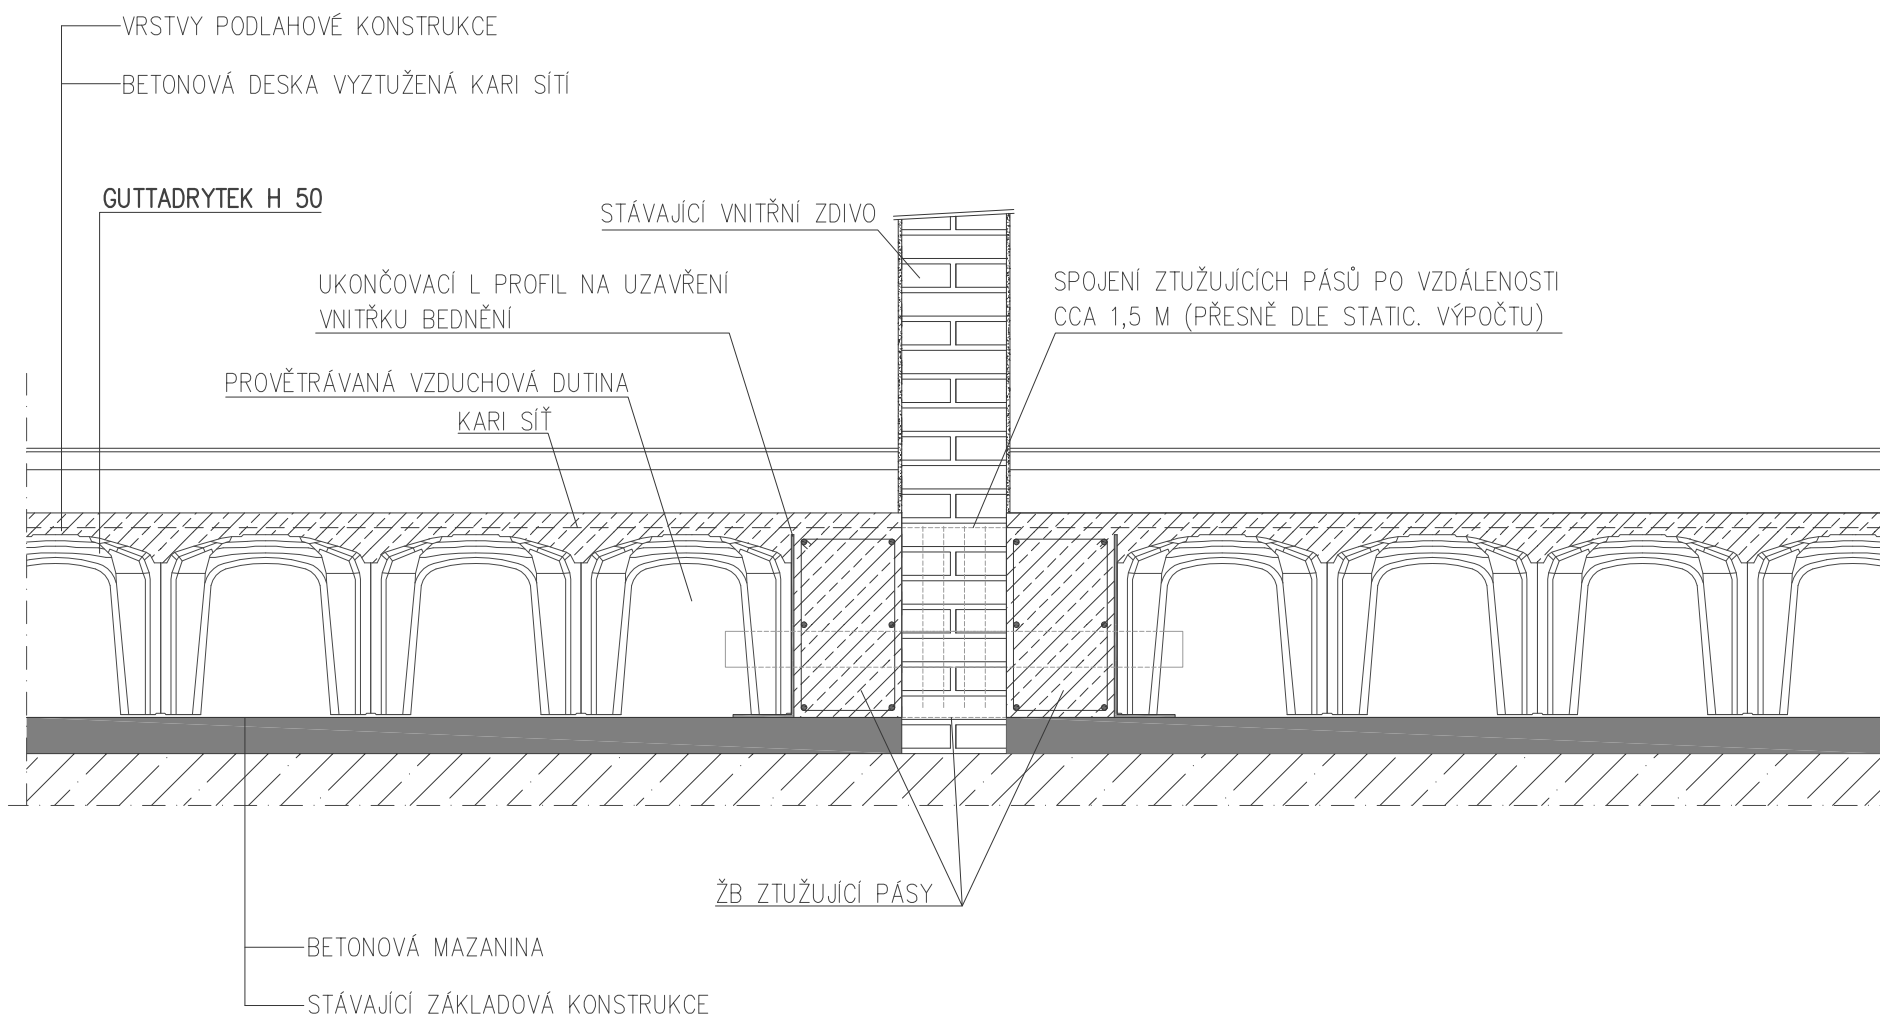 VRSTVY PODLAHOVÉ KONSTRUKCE
BETONOVÁ DESKA VYZTUŽENÁ KARI SÍTÍ
GUTTADRYTEK H 50
STÁVAJÍCÍ VNITŘNÍ ZDIVO
UKONČOVACÍ L PROFIL NA UZAVŘENÍ
VNITŘKU BEDNĚNÍ
SPOJENÍ ZTUŽUJÍCÍCH PÁSŮ PO VZDÁLENOSTI
CCA 1,5 M (PŘESNĚ DLE STATIC. VÝPOČTU)
PROVĚTRÁVANÁ VZDUCHOVÁ DUTINA
KARI SÍŤ
ŽB ZTUŽUJÍCÍ PÁSY
BETONOVÁ MAZANINA
STÁVAJÍCÍ ZÁKLADOVÁ KONSTRUKCE